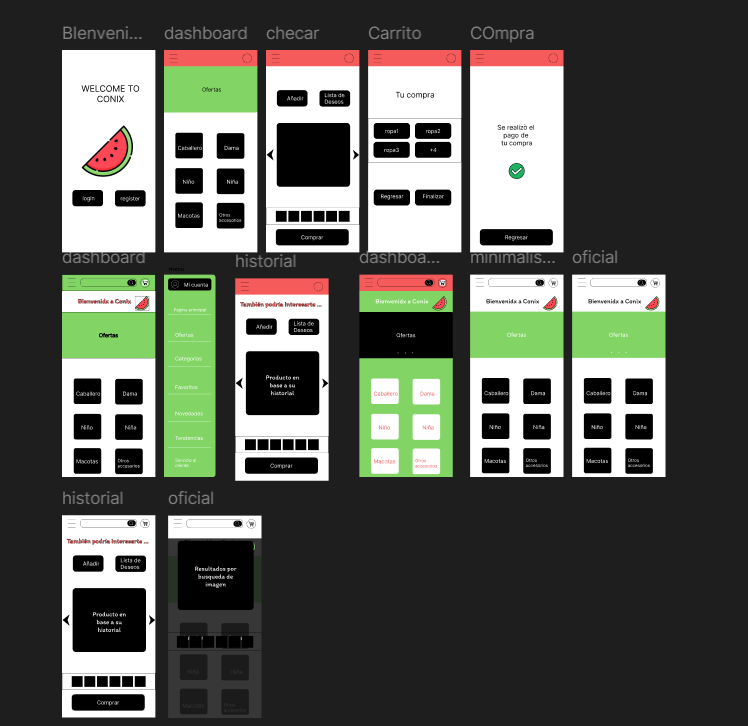 BIenveni...
dashboard
checar
Carrito
COmpra
WELCOME TO
CONIX
login
register
Ofertas
Caballero
Dama
Niño
Niña
Macotas
Otros
accesorios
Añadir
Lista de
Deseos
Comprar
Tu compra
ropa1
ropa2
ropa3
+4
Regresar
Finalizar
Se realizò el
pago de
tu compra
Regresar
dashboard
historial
dashboa...
minimalis...
oficial
Bienvenidx a Conix
Ofertas
Caballero
Dama
Niño
Niña
Macotas
Otros
accesorios
Mi cuenta
Pagina principal
Ofertas
Categorias
Favoritos
Novedades
Tendencias
Servicio al
cliente
También podría interesarte ...
Añadir
Lista de
Deseos
Producto en
base a su
historial
Comprar
Bienvenidx a Conix
Ofertas
Caballero
Dama
Niño
Niña
Macotas
Otros
accesorios
Bienvenidx a Conix
Ofertas
Caballero
Dama
Niño
Niña
Macotas
Otros
accesorios
Bienvenidx a Conix
Ofertas
Caballero
Dama
Niño
Niña
Macotas
Otros
accesorios
historial
oficial
También podría interesarte ...
Añadir
Lista de
Deseos
Producto en
base a su
historial
Comprar
Resultados por
busqueda de
imagen
Niño
Niña
Macotas
Otros
accesorios